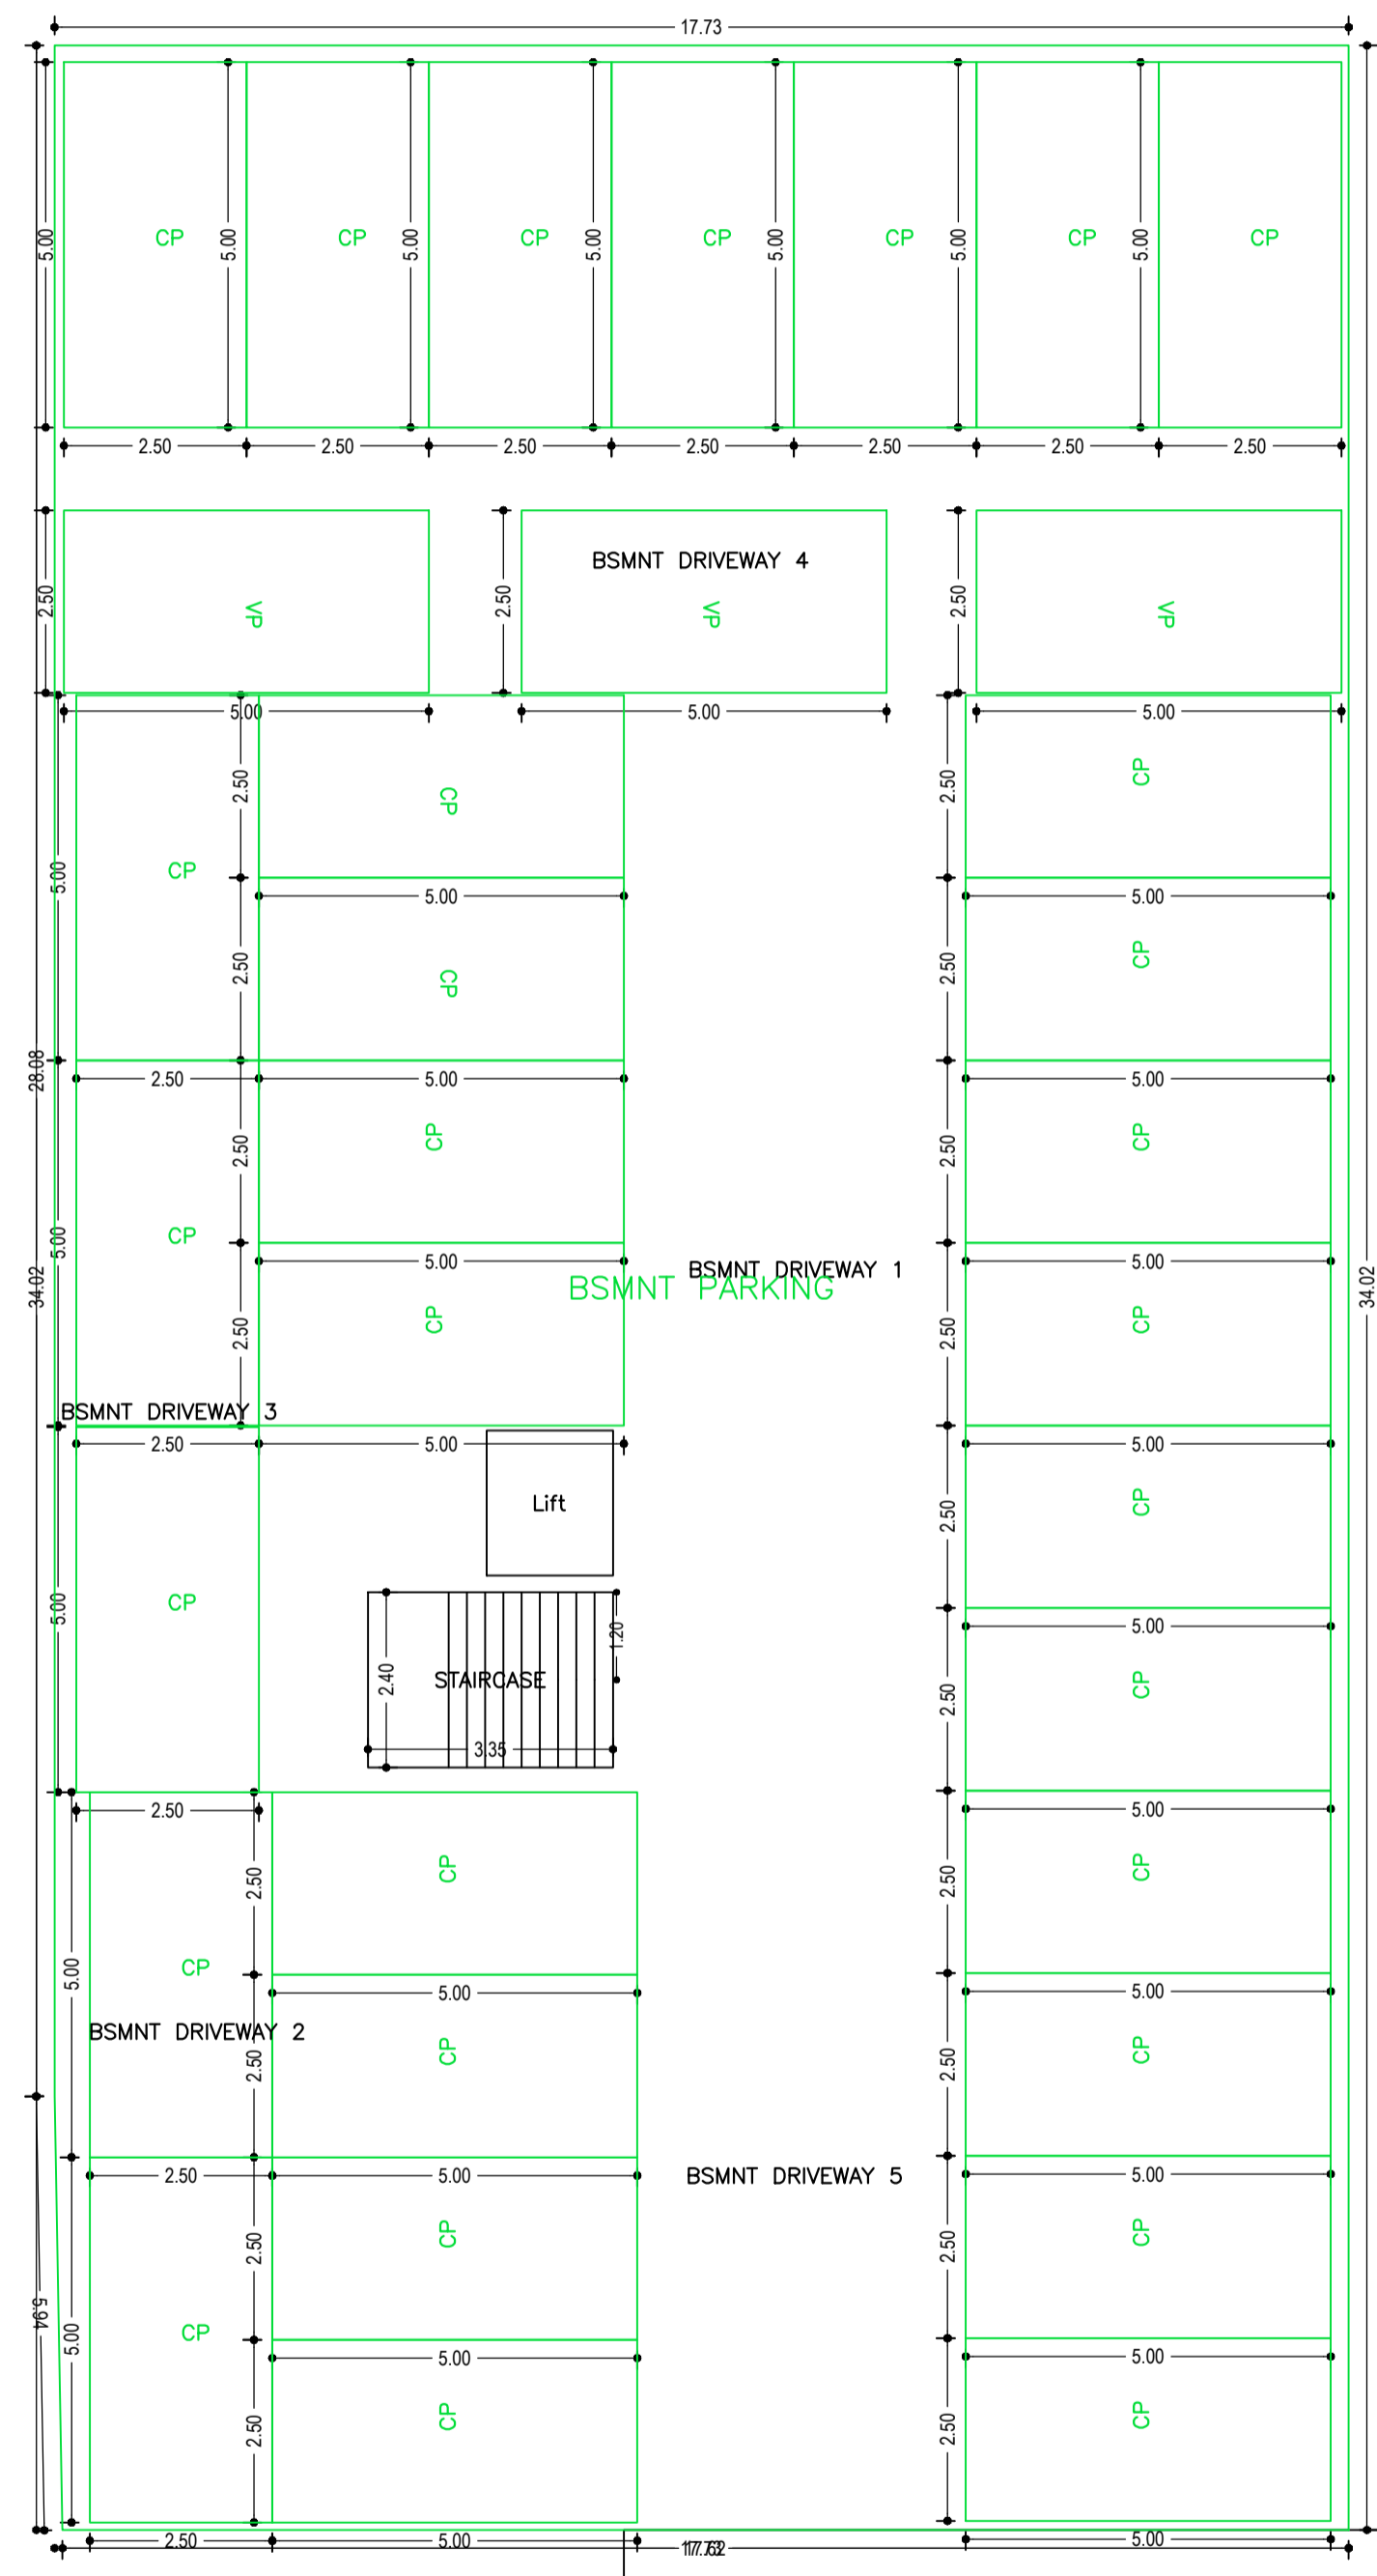 17.73
5.00 CP 5.00 CP 5.00 CP 5.00 CP 5.00 CP 5.00 CP 5.00 CP
2.50 2.50 2.50 2.50 2.50 2.50 2.50
BSMNT DRIVEWAY 4
2.50 VP 2.50 VP 2.50 VP
5.00 5.00 5.00
2.50 CP 2.50 CP
5.00 CP
5.00 5.00
2.50 CP 2.50 CP
28.08
2.50 5.00 5.00
2.50 CP 2.50 CP
5.00 CP
5.00 5.00
BSMNT DRIVEWAY 1
BSMNT PARKING
34.02 34.02
2.50 CP 2.50 CP
BSMNT DRIVEWAY 3
2.50 5.00 5.00
Lift
2.50 CP
5.00 CP
5.00
1.20
2.40 STAIRCASE 2.50 CP
3.35
2.50 5.00
2.50 CP 2.50 CP
5.00 CP
5.00 5.00
BSMNT DRIVEWAY 2
2.50 CP 2.50 CP
2.50 5.00 BSMNT DRIVEWAY 5 5.00
2.50 CP 2.50 CP
5.94
5.00 CP
5.00 5.00
2.50 CP 2.50 CP
2.50 5.00 5.00